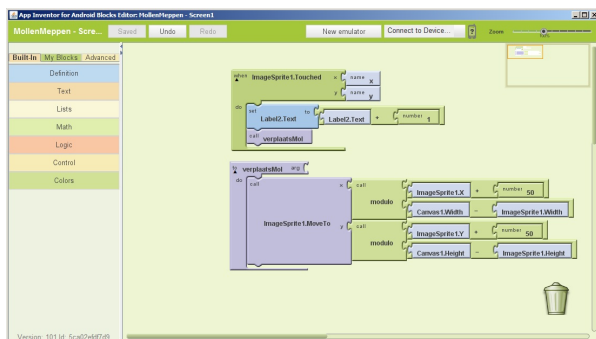 App Inventor for Android Blocks Editor: MollenMeppen - Screen1
MollenMeppen - Scre... Saved Undo Redo New emulator Connect to Device... ? Zoom
Built-In My Blocks Advanced
Definition
Text
Lists
Math
Logic
Control
Colors
when ImageSprite1.Touched x name x
y name y
do set Label2.Text to Label2.Text + number 1
call verplaatsMol
to verplaatsMol arg
do call ImageSprite1.MoveTo x call modulo ImageSprite1.X + number 50
Canvas1.Width - ImageSprite1.Width
y call modulo ImageSprite1.Y + number 50
Canvas1.Height - ImageSprite1.Height